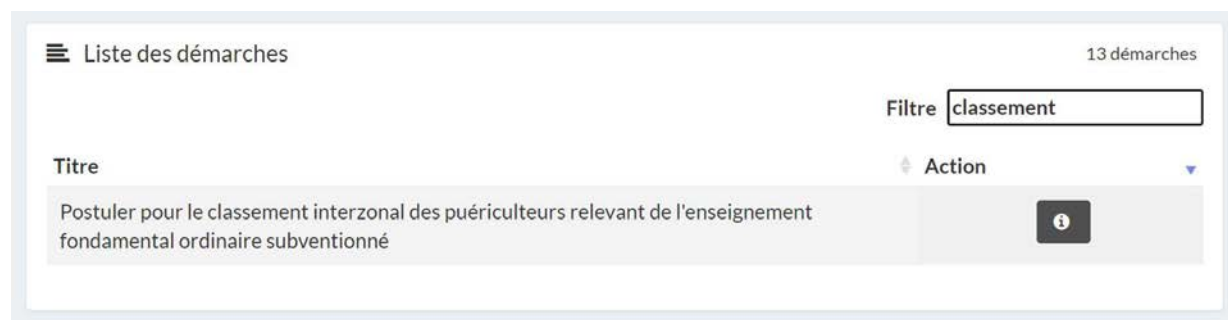 Liste des démarches
13 démarches
Filtre classement
Titre Action
Postuler pour le classement interzonal des puériculteurs relevant de l'enseignement
fondamental ordinaire subventionné